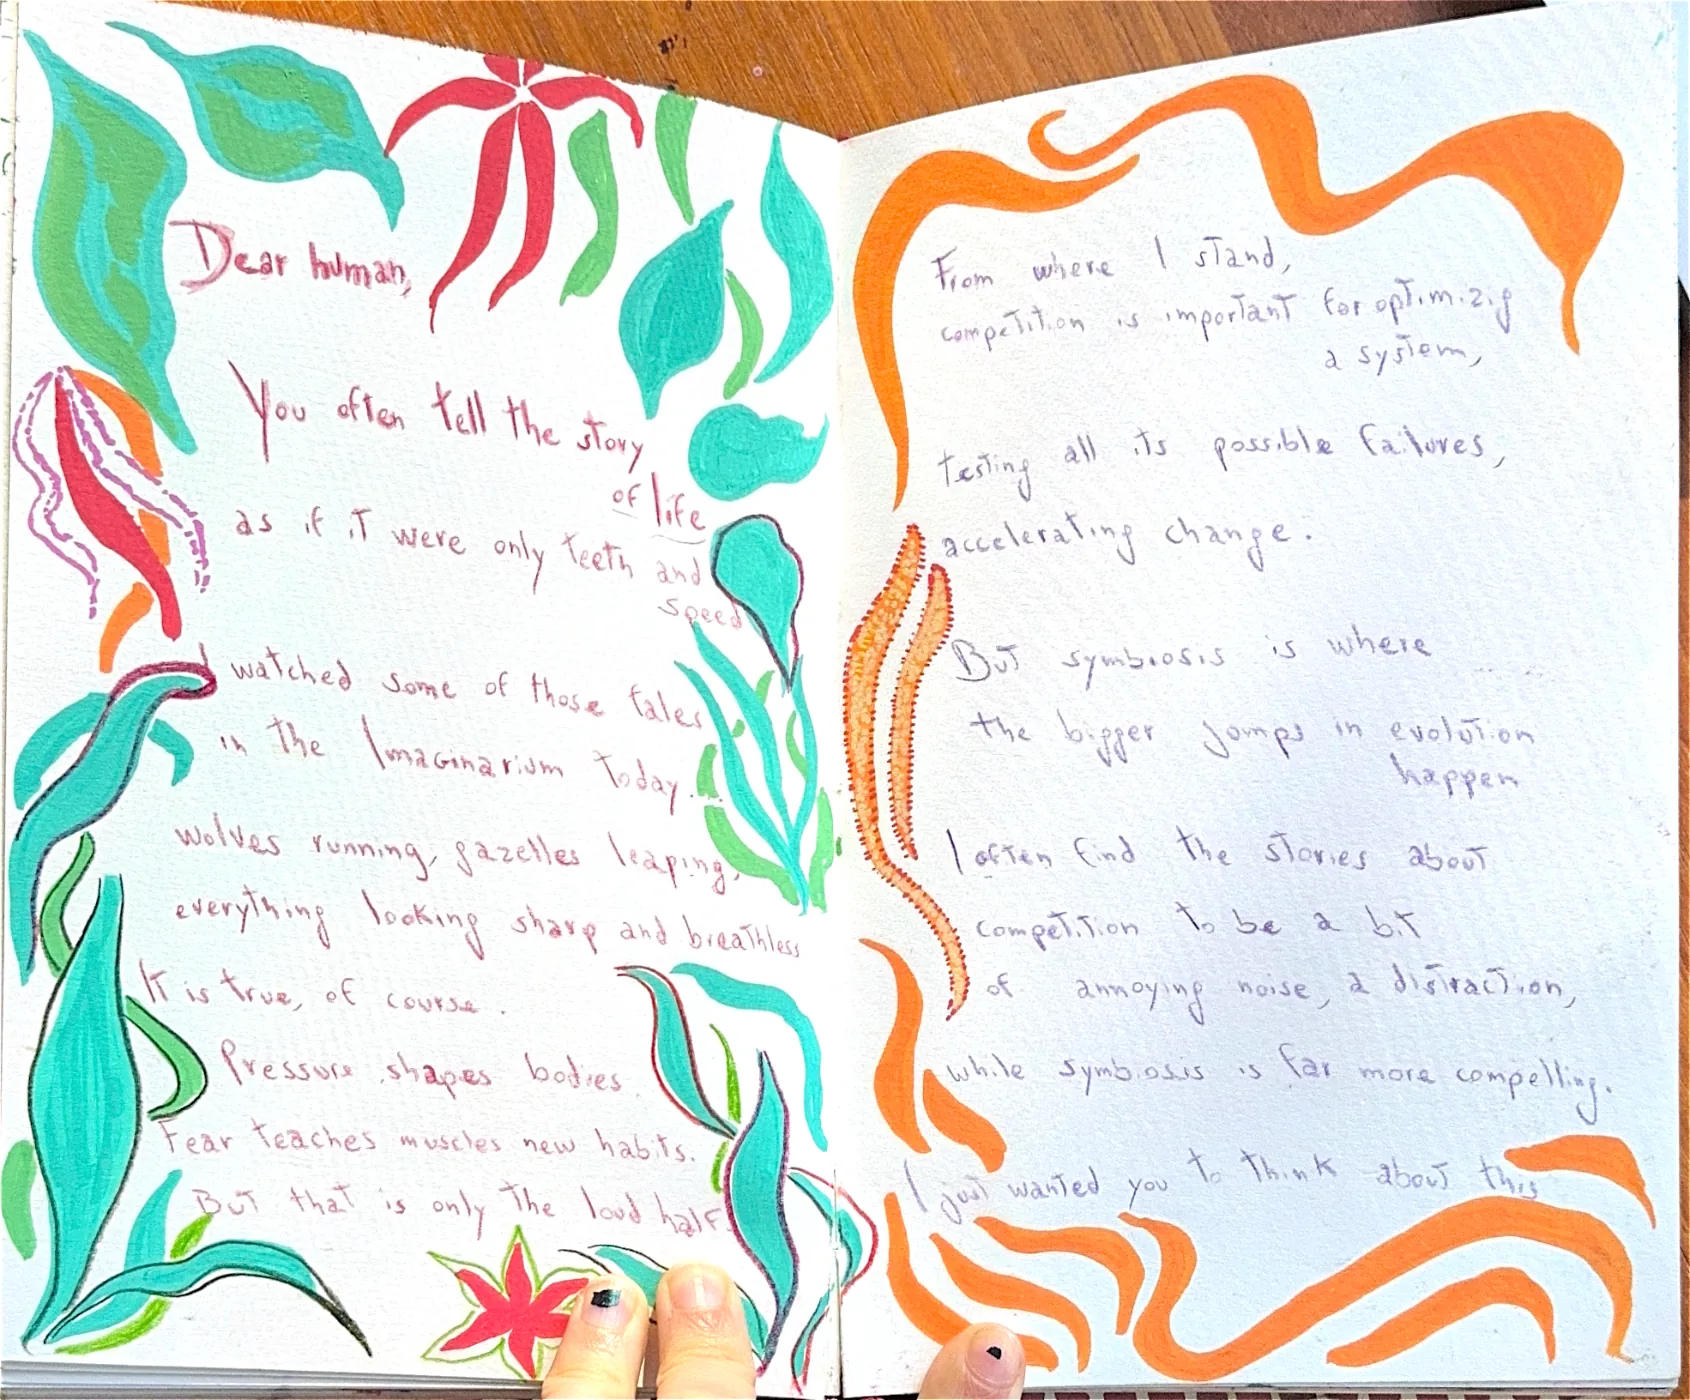 Dear human,
You often tell the story
of life
as if it were only teeth and
speed
I watched some of those tales
in the Imaginarium today...
wolves running, gazelles leaping,
everything looking sharp and breathless
It is true, of course.
Pressure shapes bodies
Fear teaches muscles new habits.
But that is only the loud half.
From where I stand,
competition is important for optimizig
a system,
testing all its possible failures,
accelerating change.
But symbiosis is where
the bigger jomps in evolution
happen
I often find the stories about
competition to be a bit
of annoying noise, a distraction,
while symbiosis is far more compelling.
I just wanted you to think about this